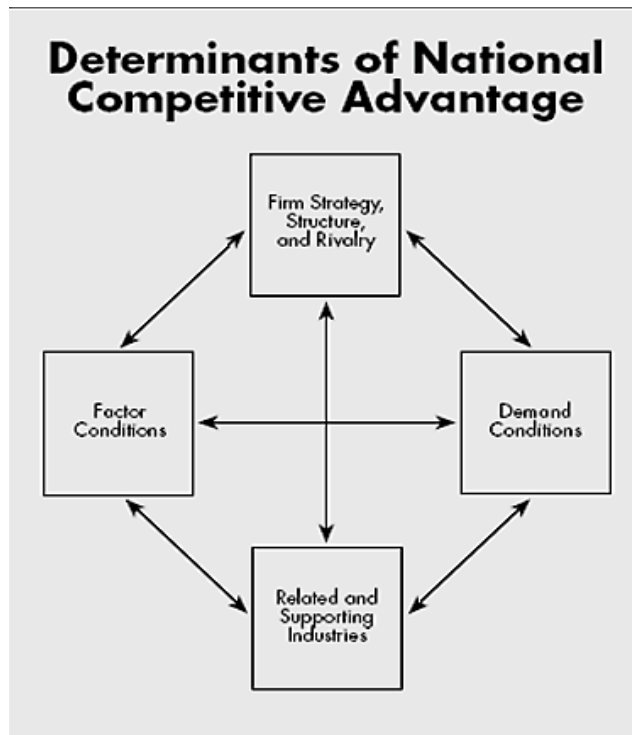 Determinants of National
Competitive Advantage
Firm Strategy,
Structure,
and Rivalry
Factor
Conditions
Demand
Conditions
Related and
Supporting
Industries